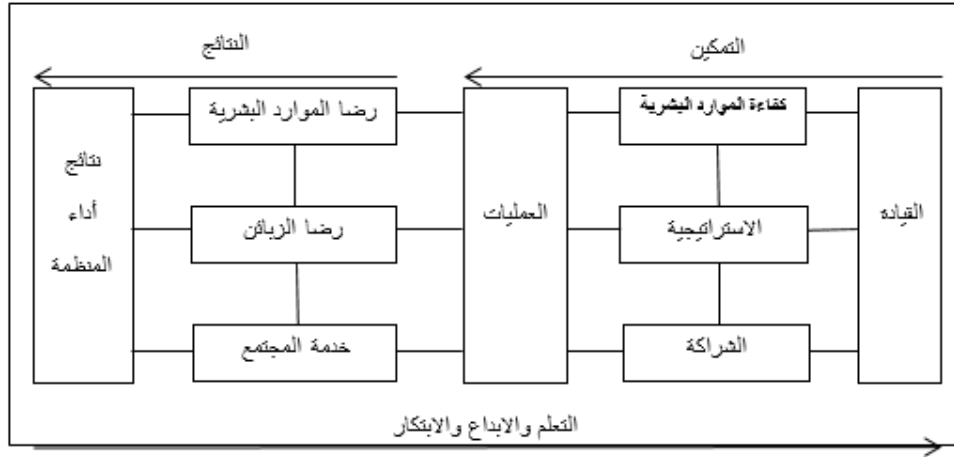 التمكين
النتائج
القيادة
كفاءة الموارد البشرية
الاستراتيجية
الشراكة
العمليات
رضا الموارد البشرية
رضا الزبائن
خدمة المجتمع
نتائج
أداء
المنظمة
التعلم والابداع والابتكار